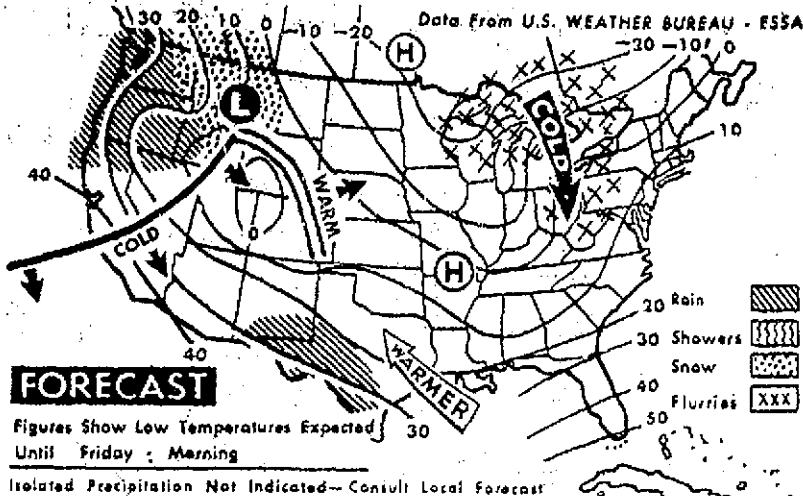 Data From U.S. WEATHER BUREAU - ESSA
30 20 10 0 -10 -20 H -20 -10 0
L
COLD
10
40
WARM
COLD
0
H
20
30
40
50
40
WARMER
30
Rain
Showers
Snow
Flurries XXX
FORECAST
Figures Show Low Temperatures Expected
Until Friday Morning
Isolated Precipitation Not Indicated — Consult Local Forecast